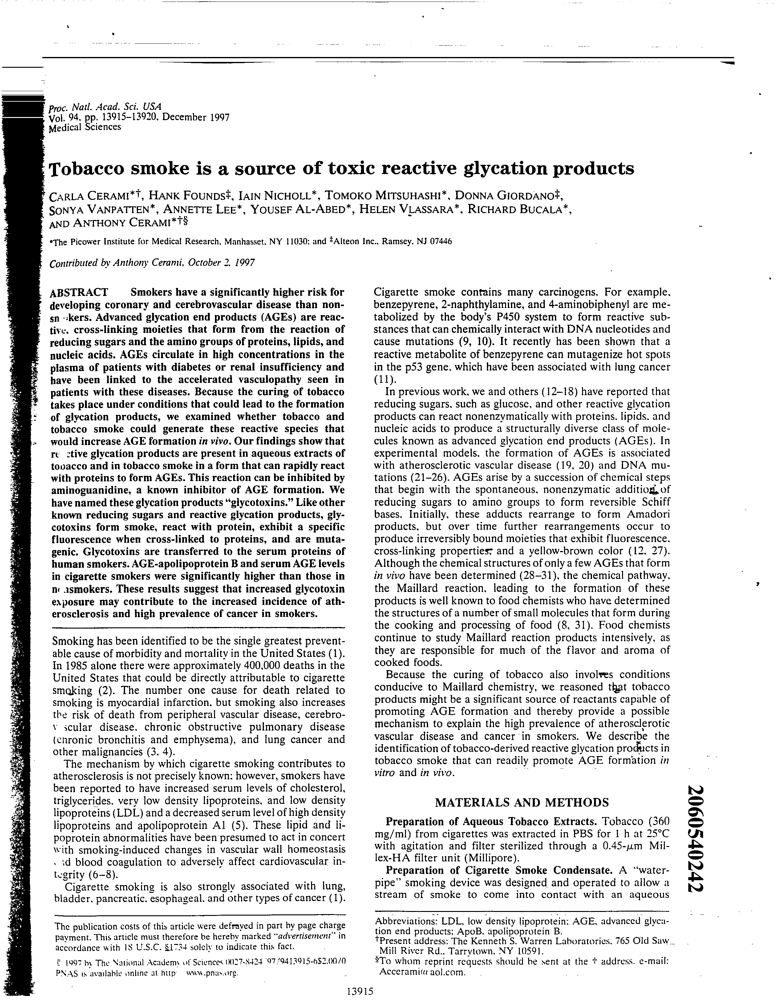 Proc. Natl. Acad. Sci. USA
Vol. 94, pp. 13915–13920, December 1997
Medical Sciences
Tobacco smoke is a source of toxic reactive glycation products
CARLA CERAMI*†, HANK FOUNDS‡, IAIN NICHOLL*, TOMOKO MITSUHASHI*, DONNA GIORDANO‡,
SONYA VANPATTEN*, ANNETTE LEE*, YOUSEF AL-ABED*, HELEN VLASSARA*, RICHARD BUCALA*,
AND ANTHONY CERAMI*†§
*The Picower Institute for Medical Research, Manhasset, NY 11030; and ‡Alteon Inc., Ramsey, NJ 07446
Contributed by Anthony Cerami, October 2, 1997
ABSTRACT Smokers have a significantly higher risk for
developing coronary and cerebrovascular disease than non-
sm kers. Advanced glycation end products (AGEs) are reac-
tive, cross-linking moieties that form from the reaction of
reducing sugars and the amino groups of proteins, lipids, and
nucleic acids. AGEs circulate in high concentrations in the
plasma of patients with diabetes or renal insufficiency and
have been linked to the accelerated vasculopathy seen in
patients with these diseases. Because the curing of tobacco
takes place under conditions that could lead to the formation
of glycation products, we examined whether tobacco and
tobacco smoke could generate these reactive species that
would increase AGE formation in vivo. Our findings show that
re ctive glycation products are present in aqueous extracts of
tobacco and in tobacco smoke in a form that can rapidly react
with proteins to form AGEs. This reaction can be inhibited by
aminoguanidine, a known inhibitor of AGE formation. We
have named these glycation products "glycotoxins." Like other
known reducing sugars and reactive glycation products, gly-
cotoxins form smoke, react with protein, exhibit a specific
fluorescence when cross-linked to proteins, and are muta-
genic. Glycotoxins are transferred to the serum proteins of
human smokers. AGE-apolipoprotein B and serum AGE levels
in cigarette smokers were significantly higher than those in
nonsmokers. These results suggest that increased glycotoxin
exposure may contribute to the increased incidence of ath-
erosclerosis and high prevalence of cancer in smokers.
Smoking has been identified to be the single greatest prevent-
able cause of morbidity and mortality in the United States (1).
In 1985 alone there were approximately 400,000 deaths in the
United States that could be directly attributable to cigarette
smoking (2). The number one cause for death related to
smoking is myocardial infarction, but smoking also increases
the risk of death from peripheral vascular disease, cerebro-
v scular disease, chronic obstructive pulmonary disease
(chronic bronchitis and emphysema), and lung cancer and
other malignancies (3, 4).
The mechanism by which cigarette smoking contributes to
atherosclerosis is not precisely known; however, smokers have
been reported to have increased serum levels of cholesterol,
triglycerides, very low density lipoproteins, and low density
lipoproteins (LDL) and a decreased serum level of high density
lipoproteins and apolipoprotein A1 (5). These lipid and li-
poprotein abnormalities have been presumed to act in concert
with smoking-induced changes in vascular wall homeostasis
d blood coagulation to adversely affect cardiovascular in-
tegrity (6–8).
Cigarette smoking is also strongly associated with lung,
bladder, pancreatic, esophageal, and other types of cancer (1).
The publication costs of this article were defrayed in part by page charge
payment. This article must therefore be hereby marked "advertisement" in
accordance with 18 U.S.C. §1734 solely to indicate this fact.
© 1997 by The National Academy of Sciences 0027-8424/97/9413915-6$2.00/0
PNAS is available online at http www.pnas.org.
Cigarette smoke contains many carcinogens. For example,
benzepyrene, 2-naphthylamine, and 4-aminobiphenyl are me-
tabolized by the body's P450 system to form reactive sub-
stances that can chemically interact with DNA nucleotides and
cause mutations (9, 10). It recently has been shown that a
reactive metabolite of benzepyrene can mutagenize hot spots
in the p53 gene, which have been associated with lung cancer
(11).
In previous work, we and others (12–18) have reported that
reducing sugars, such as glucose, and other reactive glycation
products can react nonenzymatically with proteins, lipids, and
nucleic acids to produce a structurally diverse class of mole-
cules known as advanced glycation end products (AGEs). In
experimental models, the formation of AGEs is associated
with atherosclerotic vascular disease (19, 20) and DNA mu-
tations (21–26). AGEs arise by a succession of chemical steps
that begin with the spontaneous, nonenzymatic addition of
reducing sugars to amino groups to form reversible Schiff
bases. Initially, these adducts rearrange to form Amadori
products, but over time further rearrangements occur to
produce irreversibly bound moieties that exhibit fluorescence,
cross-linking properties, and a yellow-brown color (12, 27).
Although the chemical structures of only a few AGEs that form
in vivo have been determined (28–31), the chemical pathway,
the Maillard reaction, leading to the formation of these
products is well known to food chemists who have determined
the structures of a number of small molecules that form during
the cooking and processing of food (8, 31). Food chemists
continue to study Maillard reaction products intensively, as
they are responsible for much of the flavor and aroma of
cooked foods.
Because the curing of tobacco also involves conditions
conducive to Maillard chemistry, we reasoned that tobacco
products might be a significant source of reactants capable of
promoting AGE formation and thereby provide a possible
mechanism to explain the high prevalence of atherosclerotic
vascular disease and cancer in smokers. We describe the
identification of tobacco-derived reactive glycation products in
tobacco smoke that can readily promote AGE formation in
vitro and in vivo.
MATERIALS AND METHODS
Preparation of Aqueous Tobacco Extracts. Tobacco (360
mg/ml) from cigarettes was extracted in PBS for 1 h at 25°C
with agitation and filter sterilized through a 0.45-μm Mil-
lex-HA filter unit (Millipore).
Preparation of Cigarette Smoke Condensate. A "water-
pipe" smoking device was designed and operated to allow a
stream of smoke to come into contact with an aqueous
Abbreviations: LDL, low density lipoprotein; AGE, advanced glyca-
tion end products; ApoB, apolipoprotein B.
†Present address: The Kenneth S. Warren Laboratories, 765 Old Saw
Mill River Rd., Tarrytown, NY 10591.
§To whom reprint requests should be sent at the † address. e-mail:
Acerami@aol.com.
2060540242
13915